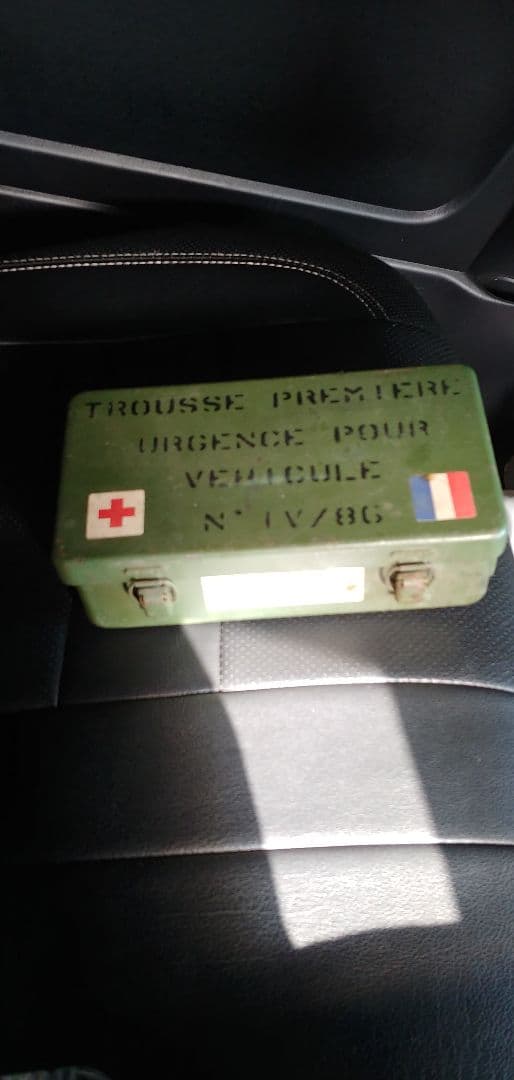 TROUSSE PREMIERE
URGENCE POUR
VEHICULE
N° IV/86